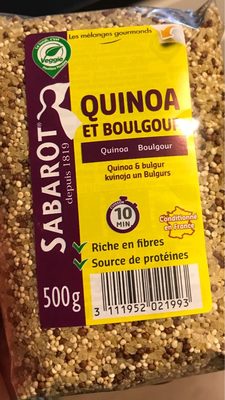 Les mélanges gourmands
Veggie
SABAROT
depuis 1819
QUINOA
ET BOULGOUR
Quinoa Boulgour
Quinoa & bulgur
kvinoja un Bulgurs
10
MIN
Conditionné
en France
Riche en fibres
Source de protéines
500g
3 111952 021993